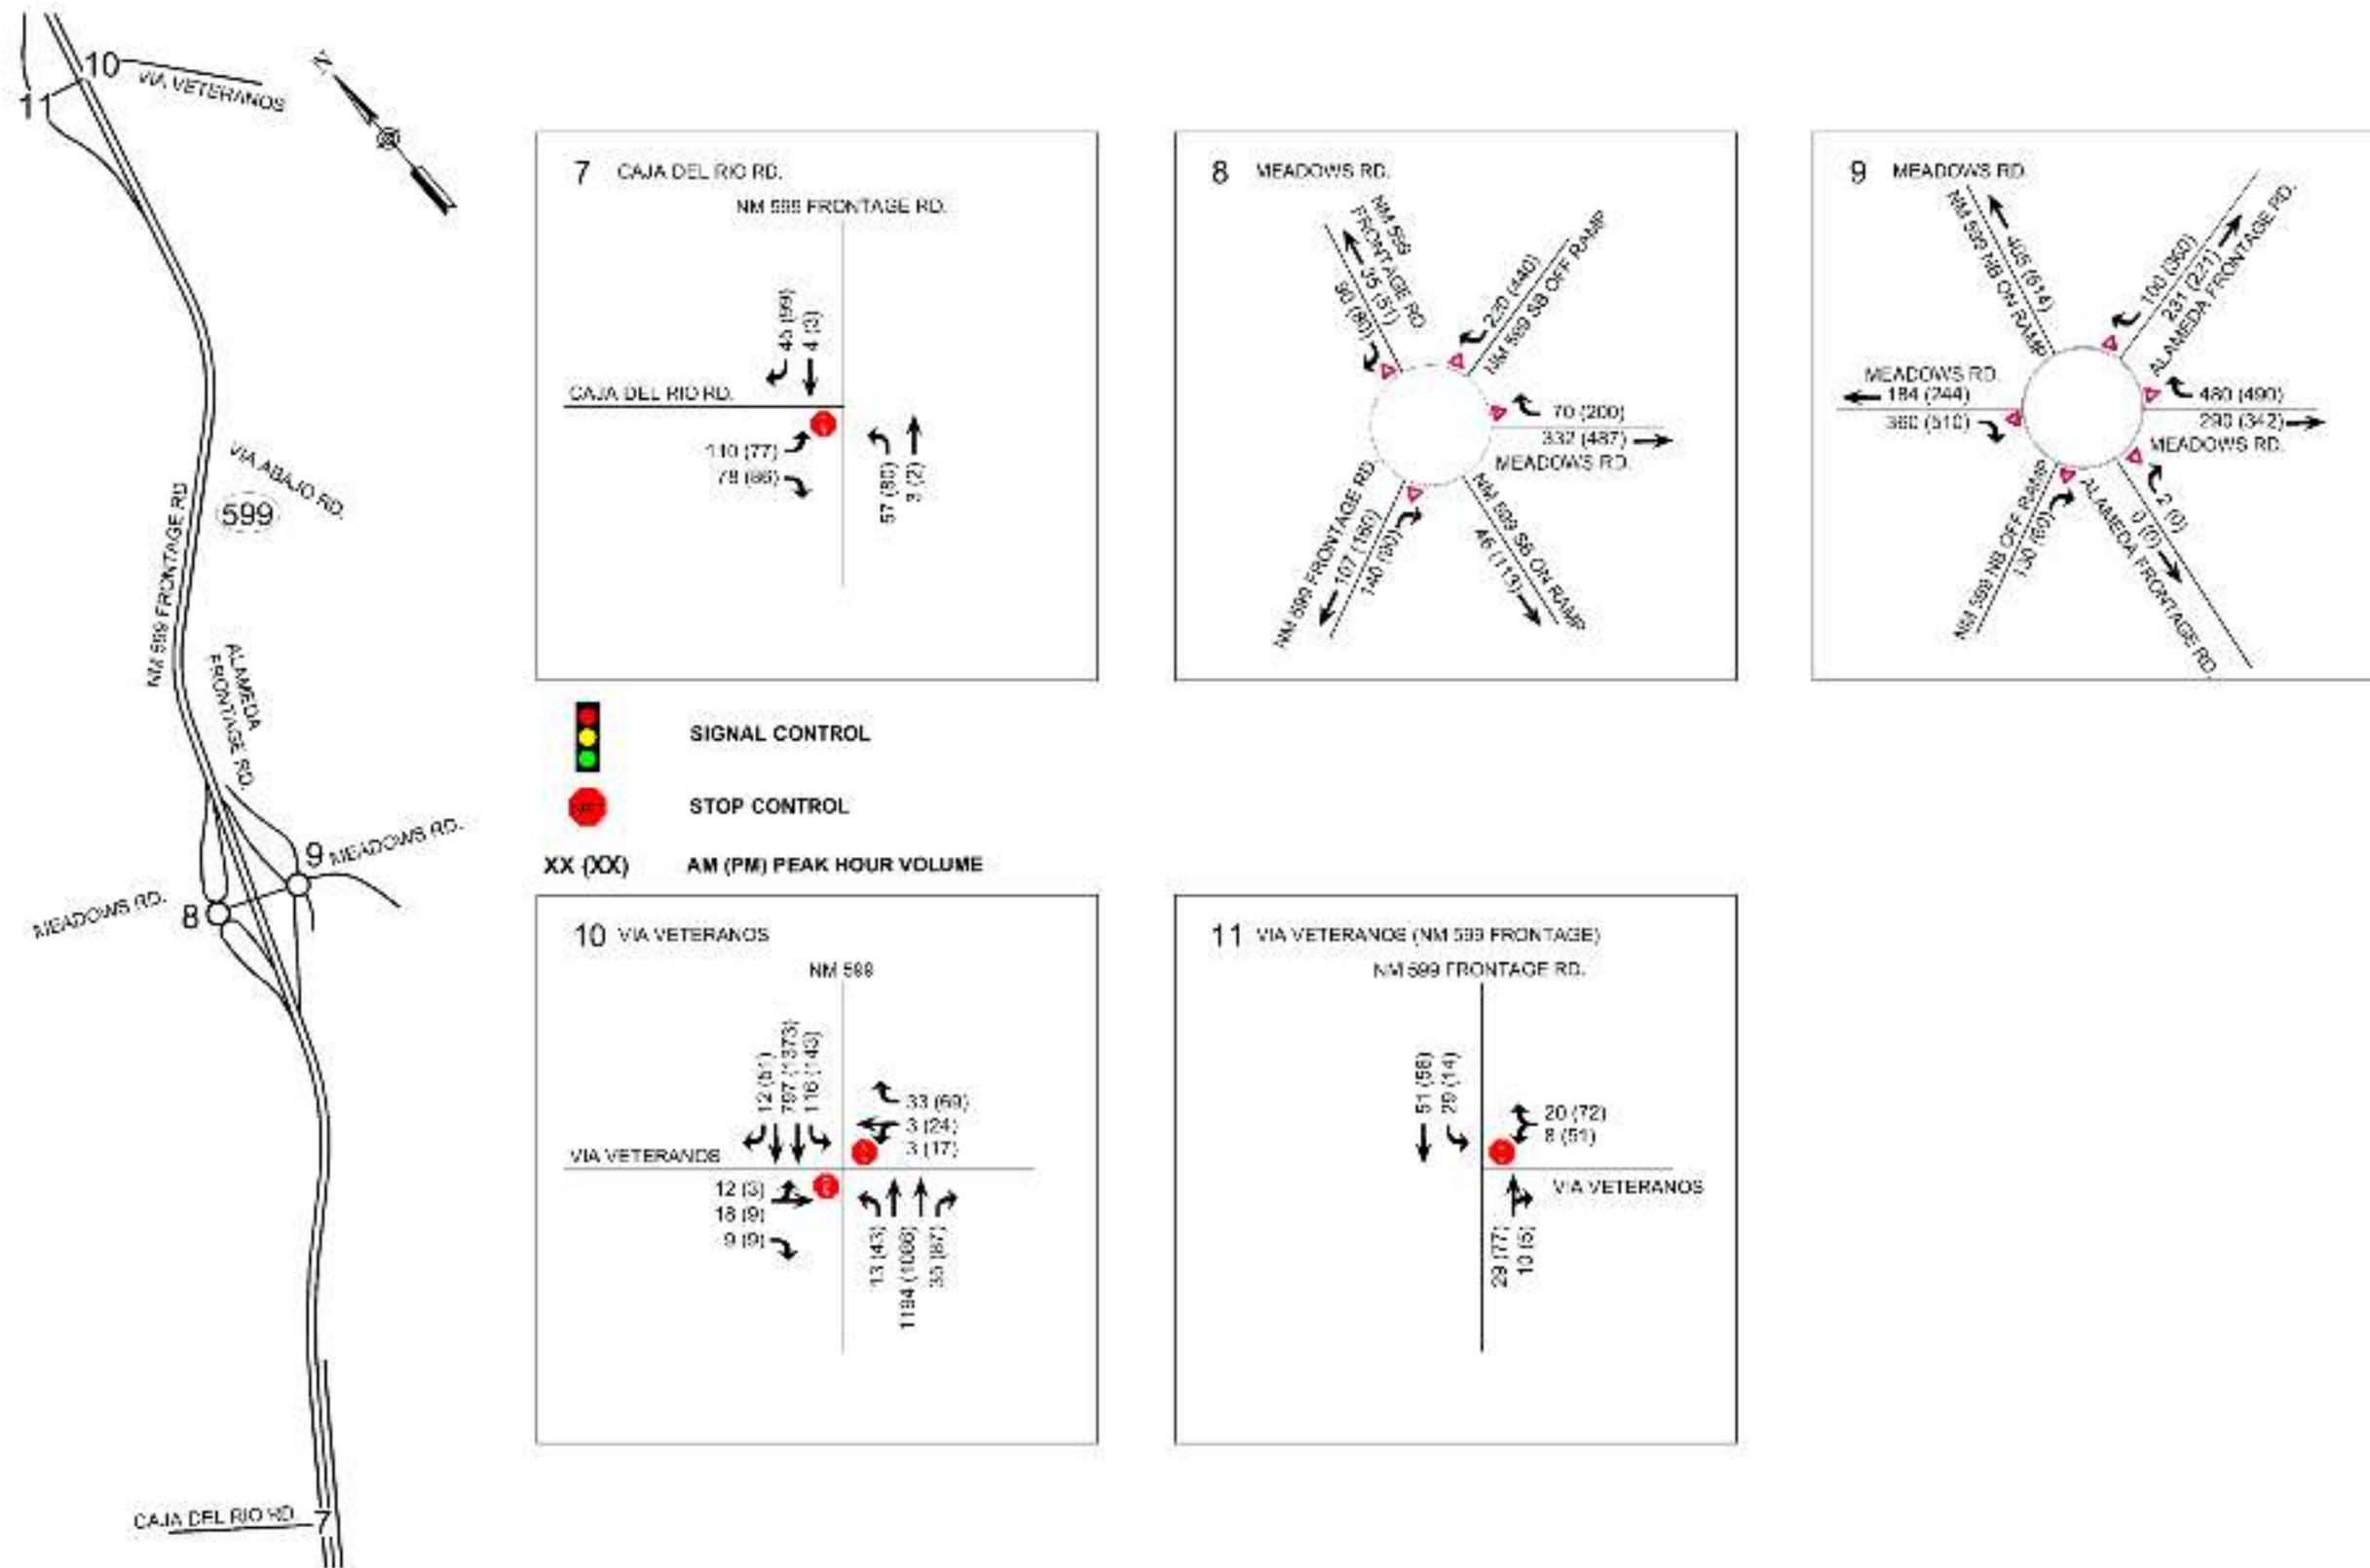 10
VIA VETERANOS
11
N
VIA ABAJO RD.
599
NM 599 FRONTAGE RD
ALAMEDA
FRONTAGE RD.
9 MEADOWS RD.
MEADOWS RD.
8
CAJA DEL RIO RD.
7
7 CAJA DEL RIO RD.
NM 599 FRONTAGE RD.
45 (99)
4 (3)
CAJA DEL RIO RD.
110 (77)
78 (86)
57 (80)
3 (2)
8 MEADOWS RD.
NM 599
FRONTAGE RD
35 (51)
90 (80)
220 (440)
NM 599 SB OFF RAMP
70 (200)
332 (487)
MEADOWS RD.
NM 599 FRONTAGE RD
107 (160)
140 (90)
NM 599 SB ON RAMP
46 (113)
9 MEADOWS RD.
NM 599 NB ON RAMP
405 (614)
100 (360)
231 (271)
ALAMEDA FRONTAGE RD.
MEADOWS RD.
184 (244)
360 (510)
480 (490)
290 (342)
MEADOWS RD.
NM 599 NB OFF RAMP
130 (60)
2 (0)
0 (0)
ALAMEDA FRONTAGE RD.
SIGNAL CONTROL
STOP CONTROL
XX (XX) AM (PM) PEAK HOUR VOLUME
10 VIA VETERANOS
NM 599
12 (51)
797 (1373)
116 (143)
33 (69)
3 (24)
3 (17)
VIA VETERANOS
12 (3)
18 (9)
9 (9)
13 (43)
1194 (1066)
35 (87)
11 VIA VETERANOS (NM 599 FRONTAGE)
NM 599 FRONTAGE RD.
51 (56)
29 (14)
20 (72)
8 (51)
VIA VETERANOS
29 (77)
10 (5)